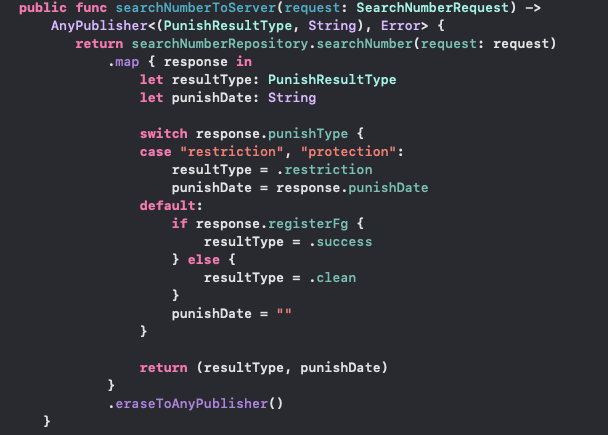 public func searchNumberToServer(request: SearchNumberRequest) ->
AnyPublisher<(PunishResultType, String), Error> {
return searchNumberRepository.searchNumber(request: request)
.map { response in
let resultType: PunishResultType
let punishDate: String
switch response.punishType {
case "restriction", "protection":
resultType = .restriction
punishDate = response.punishDate
default:
if response.registerFg {
resultType = .success
} else {
resultType = .clean
}
punishDate = ""
}
return (resultType, punishDate)
}
.eraseToAnyPublisher()
}